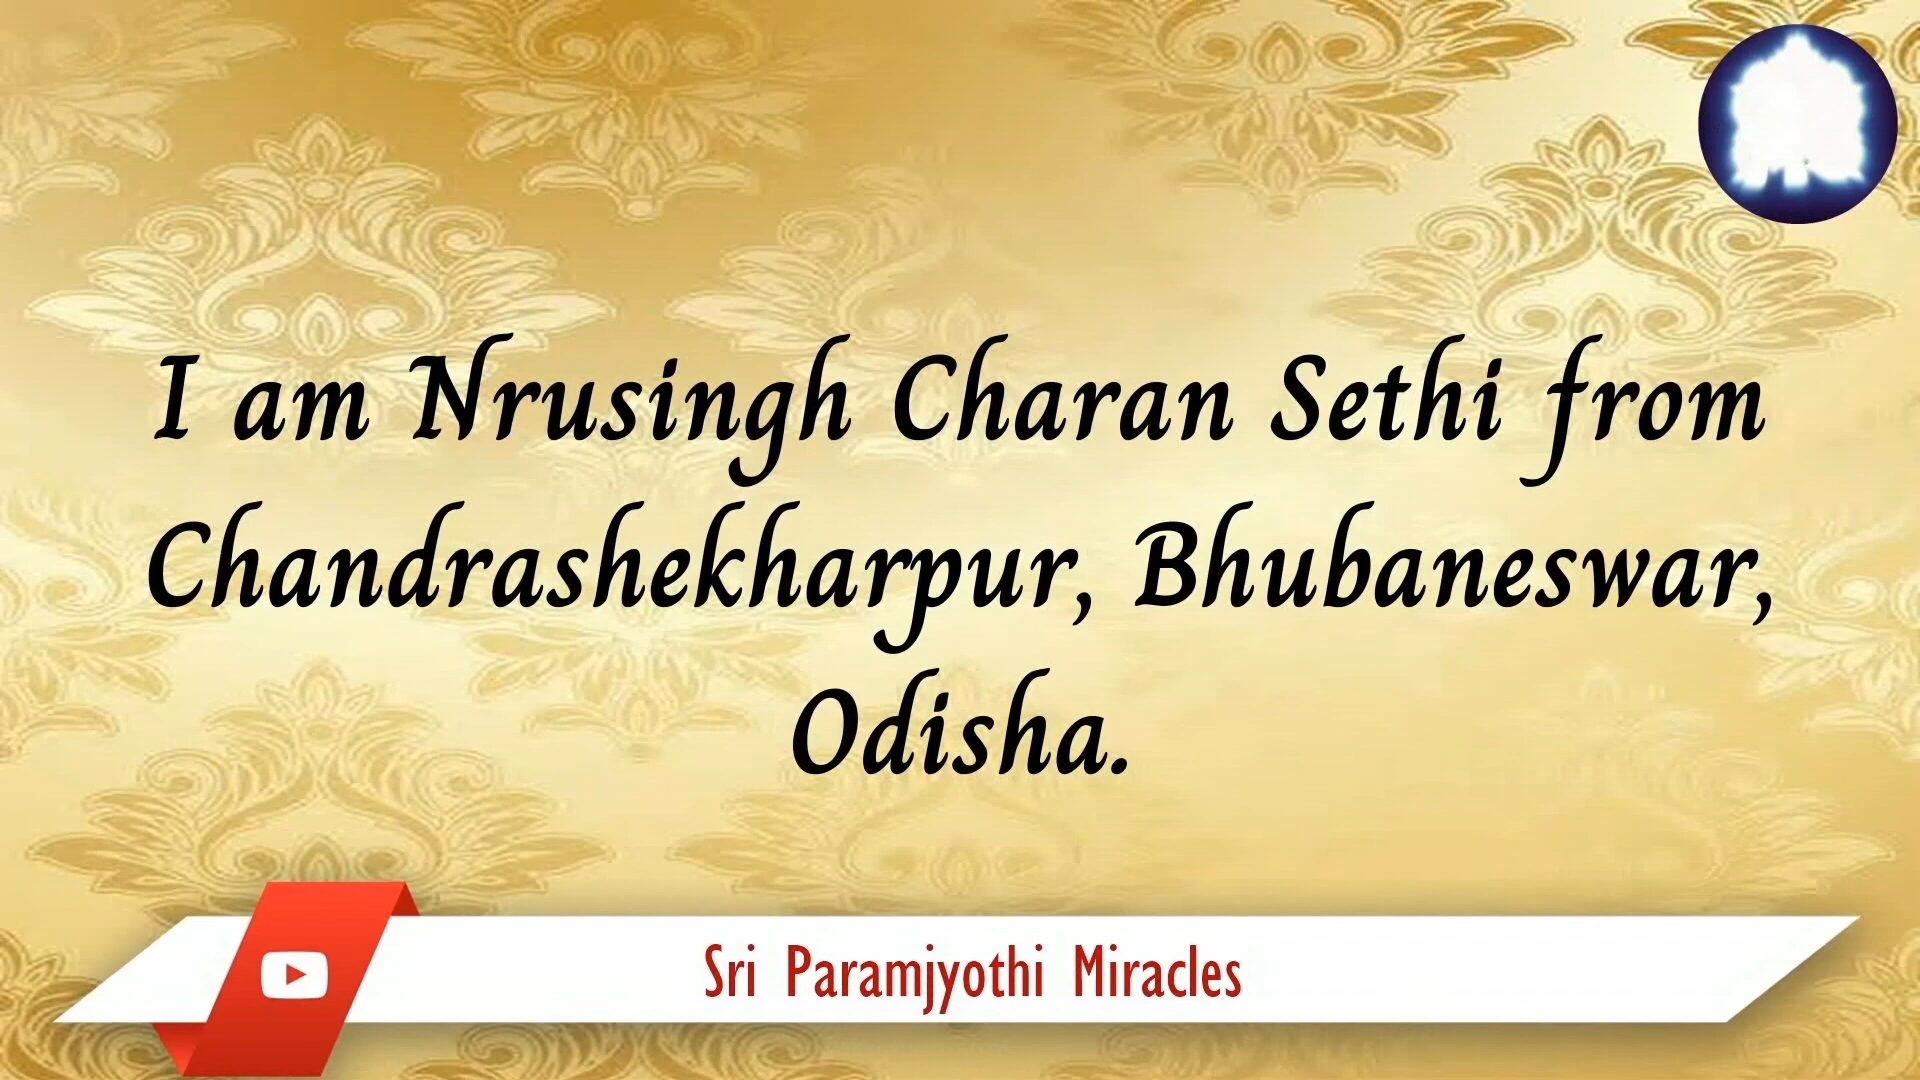 I am Nrusingh Charan Sethi from
Chandrashekharpur, Bhubaneswar,
Odisha.
Sri Paramjyothi Miracles